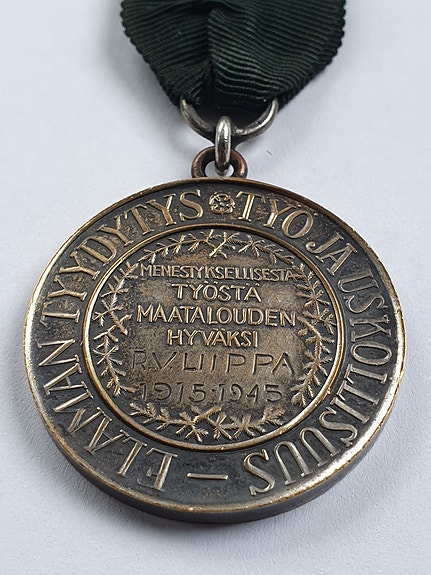 TYÖ JA USKOLLISUUS – ELÄMÄN TYYDYTYS
MENESTYKSELLISESTÄ
TYÖSTÄ
MAATALOUDEN
HYVÄKSI
R.V. LIIPPA
1915-1945